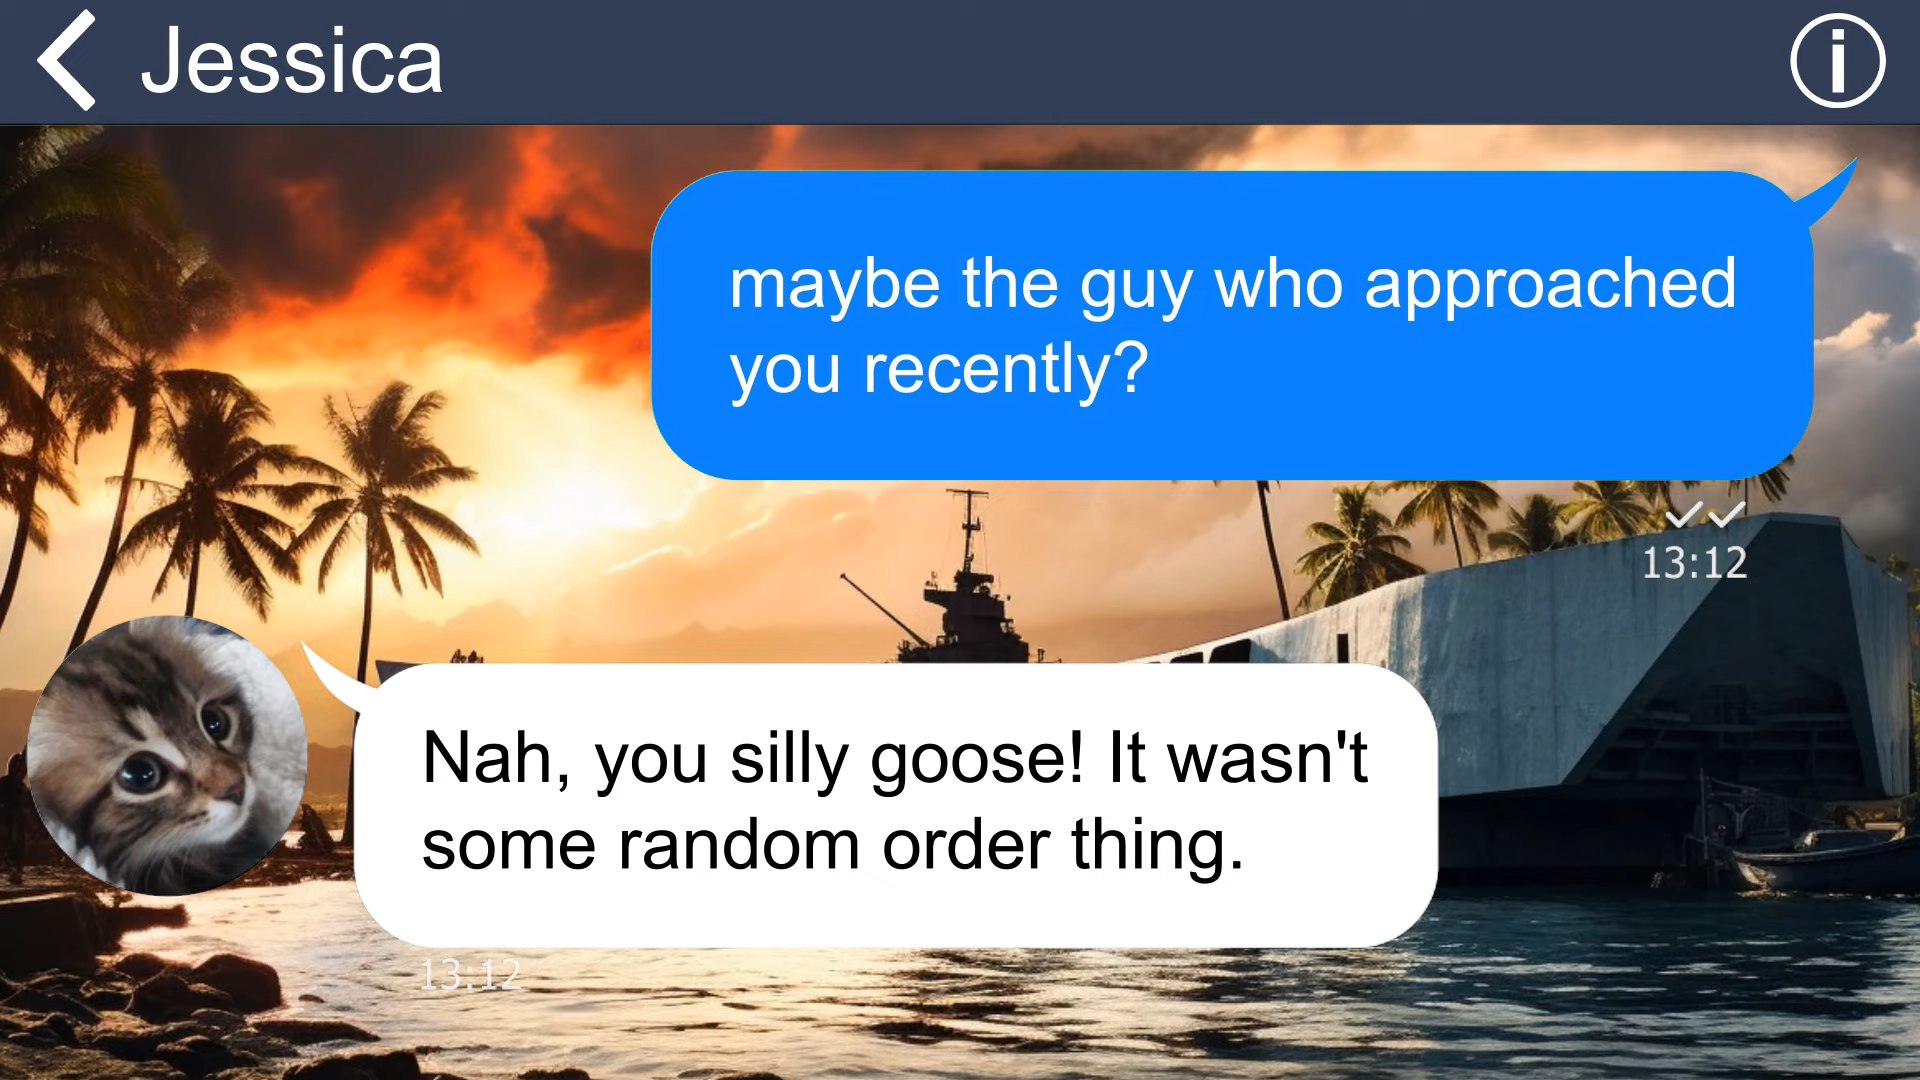 Jessica
maybe the guy who approached
you recently?
13:12
Nah, you silly goose! It wasn't
some random order thing.
13:12